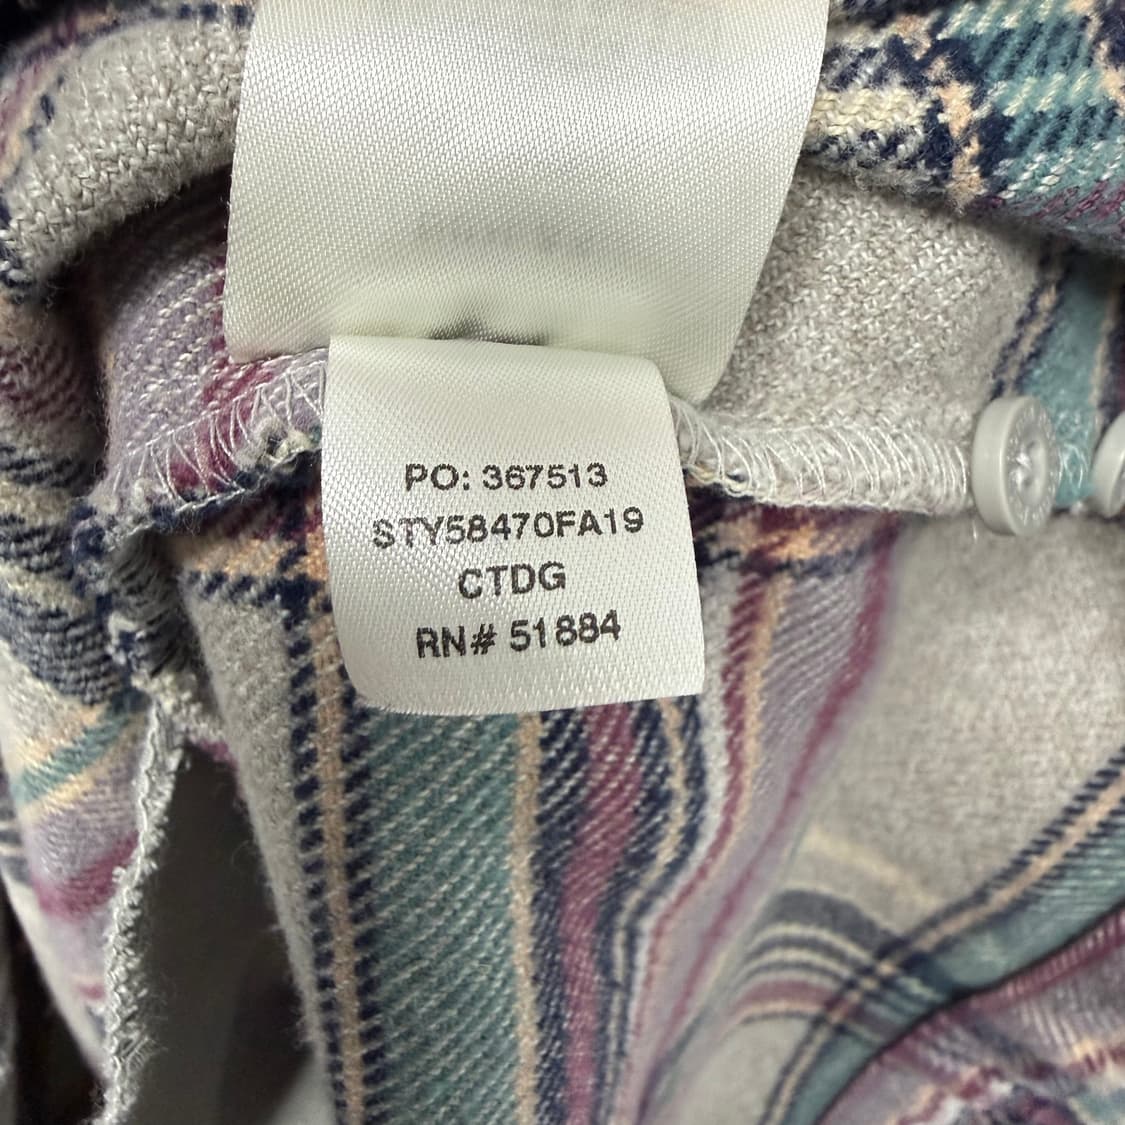 PO: 367513
STY58470FA19
CTDG
RN# 51884